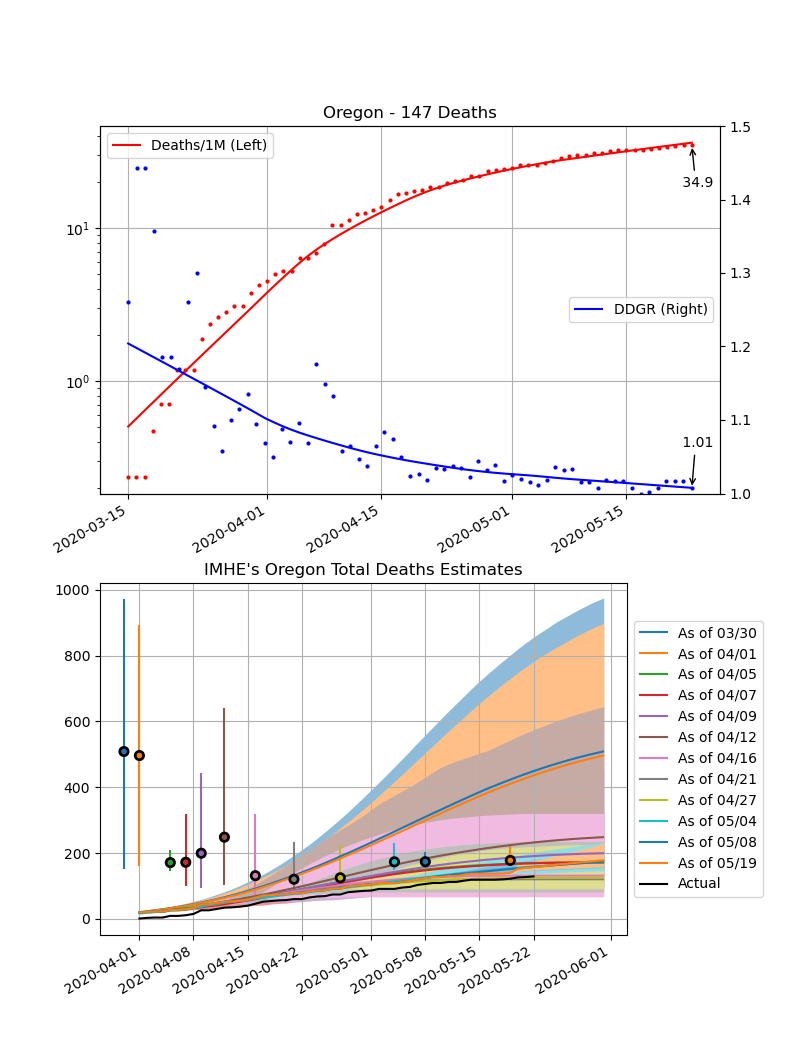 Oregon - 147 Deaths
Deaths/1M (Left)
1.5
34.9
1.4
10^1
1.3
DDGR (Right)
1.2
10^0
1.1
1.01
1.0
2020-03-15
2020-04-01
2020-04-15
2020-05-01
2020-05-15
IMHE's Oregon Total Deaths Estimates
1000
800
600
400
200
0
As of 03/30
As of 04/01
As of 04/05
As of 04/07
As of 04/09
As of 04/12
As of 04/16
As of 04/21
As of 04/27
As of 05/04
As of 05/08
As of 05/19
Actual
2020-04-01
2020-04-08
2020-04-15
2020-04-22
2020-05-01
2020-05-08
2020-05-15
2020-05-22
2020-06-01